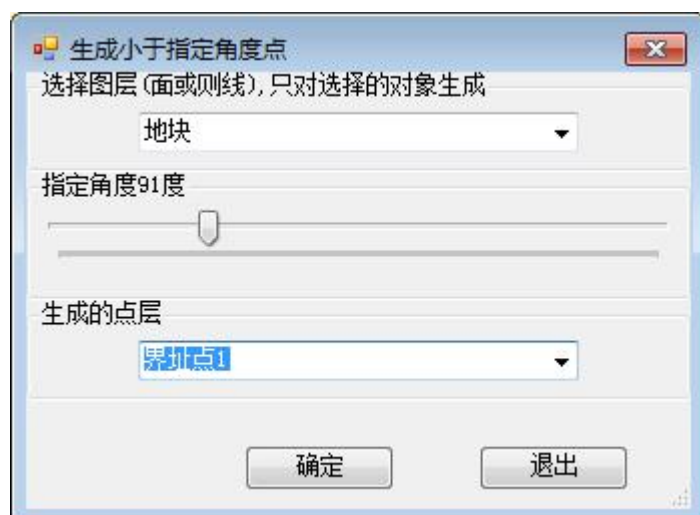 生成小于指定角度点
选择图层(面或则线),只对选择的对象生成
地块
指定角度91度
生成的点层
界址点1
确定
退出